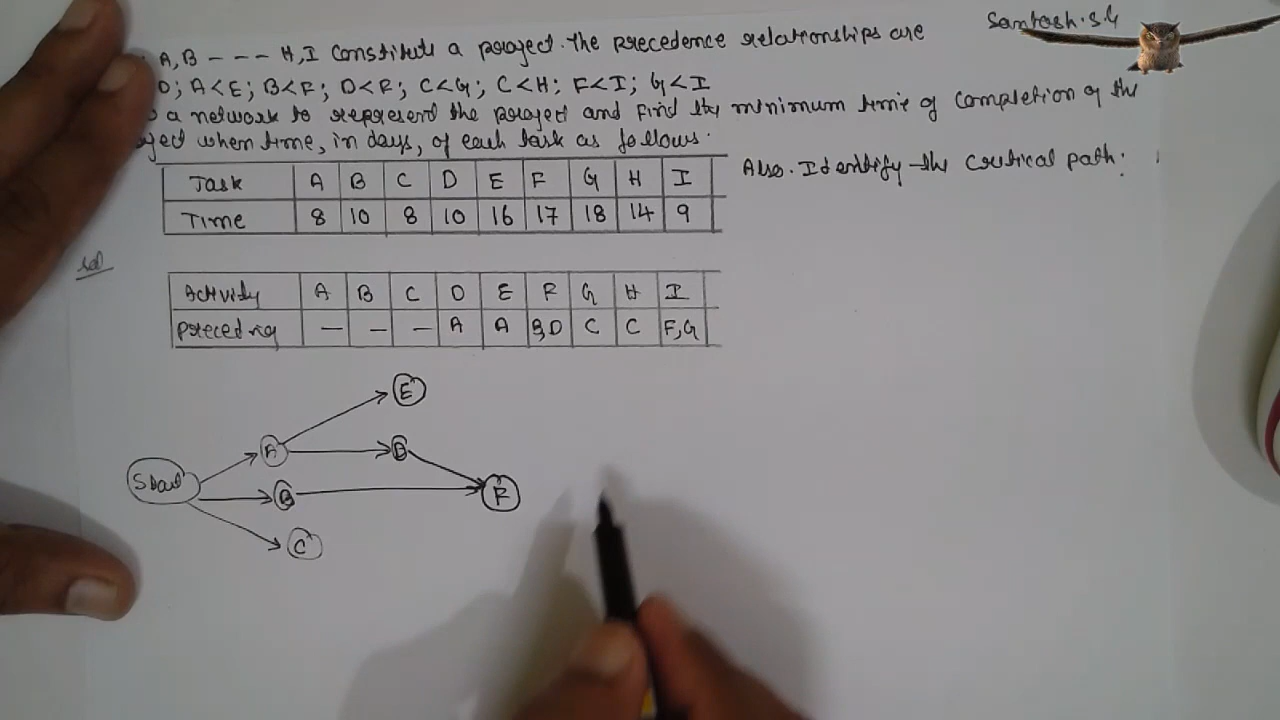 Santosh.S.G
A,B - - - H,I Constitute a project. The precedence relationships are
D; A<E; B<F; D<F; C<G; C<H; F<I; G<I
a network to represent the project and Find the minimum time of completion of the
ject when time, in days, of each task as follows.
Also. Identify the critical path:
Task A B C D E F G H I
Time 8 10 8 10 16 17 18 14 9
Sol
Activity A B C D E F G H I
Preceding — — — A A B,D C C F,G
E
A D
Start
B F
C